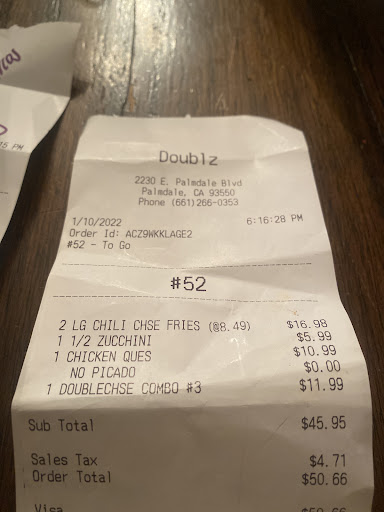 Doublz
2230 E. Palmdale Blvd
Palmdale, CA 93550
Phone (661)266-0353
1/10/2022 6:16:28 PM
Order Id: ACZ9WKKLAGE2
#52 - To Go
#52
2 LG CHILI CHSE FRIES (@8.49) $16.98
1 1/2 ZUCCHINI $5.99
1 CHICKEN QUES $10.99
NO PICADO $0.00
1 DOUBLECHSE COMBO #3 $11.99
Sub Total $45.95
Sales Tax $4.71
Order Total $50.66
Visa